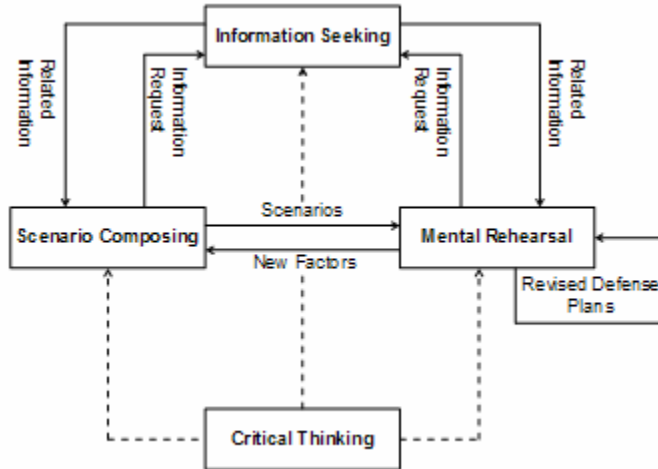 Information Seeking
Related
Information
Information
Request
Information
Request
Related
Information
Scenarios
Scenario Composing
Mental Rehearsal
New Factors
Revised Defense
Plans
Critical Thinking